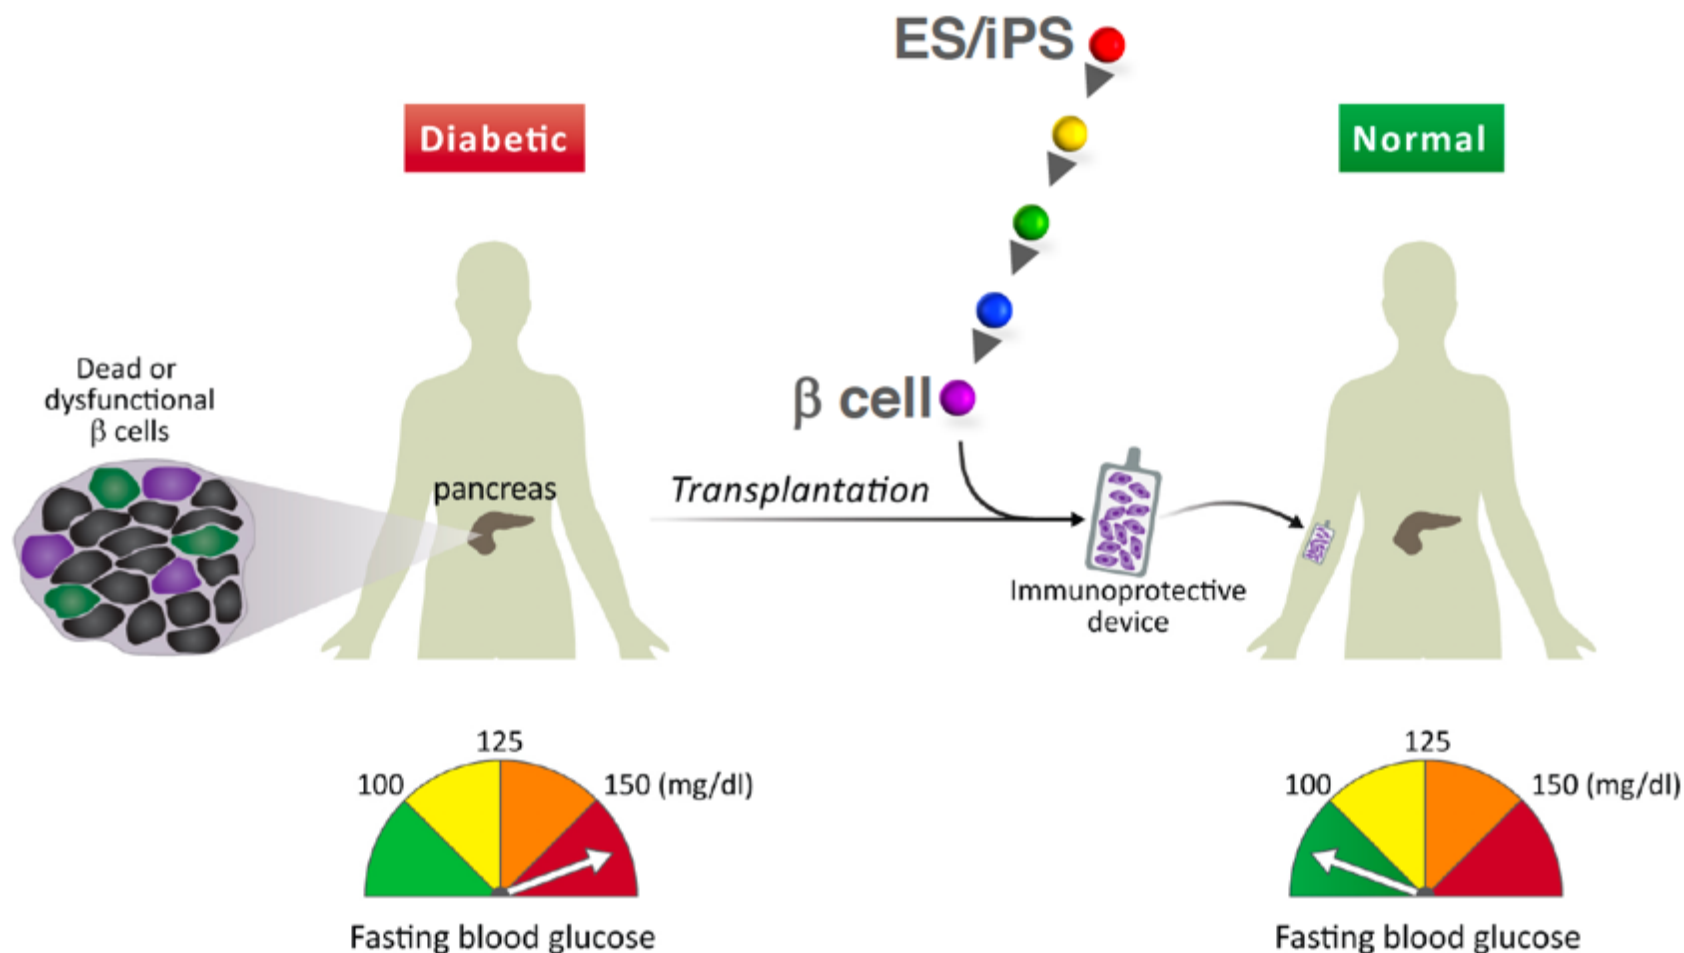 ES/iPS
Diabetic
Normal
Dead or
dysfunctional
β cells
β cell
pancreas
Transplantation
Immunoprotective
device
125
100
150 (mg/dl)
Fasting blood glucose
125
100
150 (mg/dl)
Fasting blood glucose